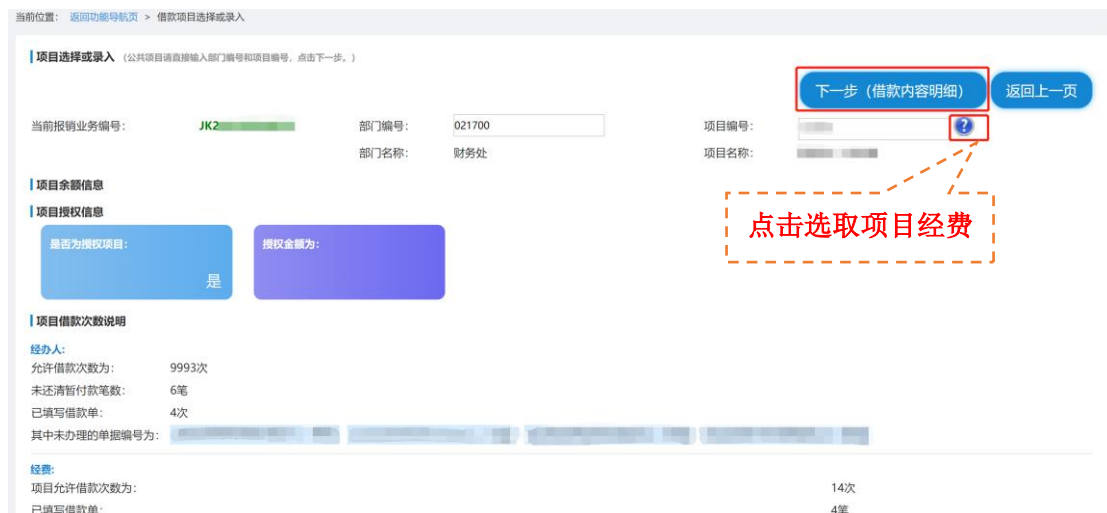 当前位置： 返回功能导航页 > 借款项目选择或录入
项目选择或录入 （公共项目请直接输入部门编号和项目编号，点击下一步。）
下一步（借款内容明细） 返回上一页
当前报销业务编号： JK2 部门编号： 021700 项目编号： ?
部门名称： 财务处 项目名称：
项目余额信息
项目授权信息
点击选取项目经费
是否为授权项目： 授权金额为：
是
项目借款次数说明
经办人：
允许借款次数为： 9993次
未还清暂付款笔数： 6笔
已填写借款单： 4次
其中未办理的单据编号为：
经费：
项目允许借款次数为： 14次
已填写借款单： 4笔